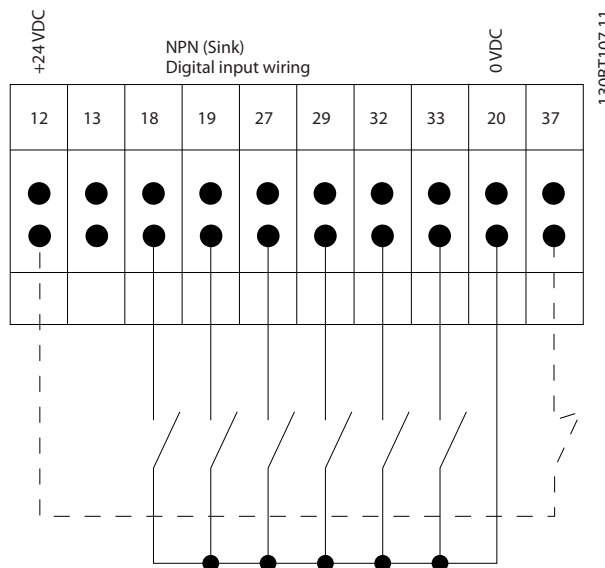 +24 VDC
NPN (Sink)
Digital input wiring
0 VDC
130BT107.11
12 13 18 19 27 29 32 33 20 37